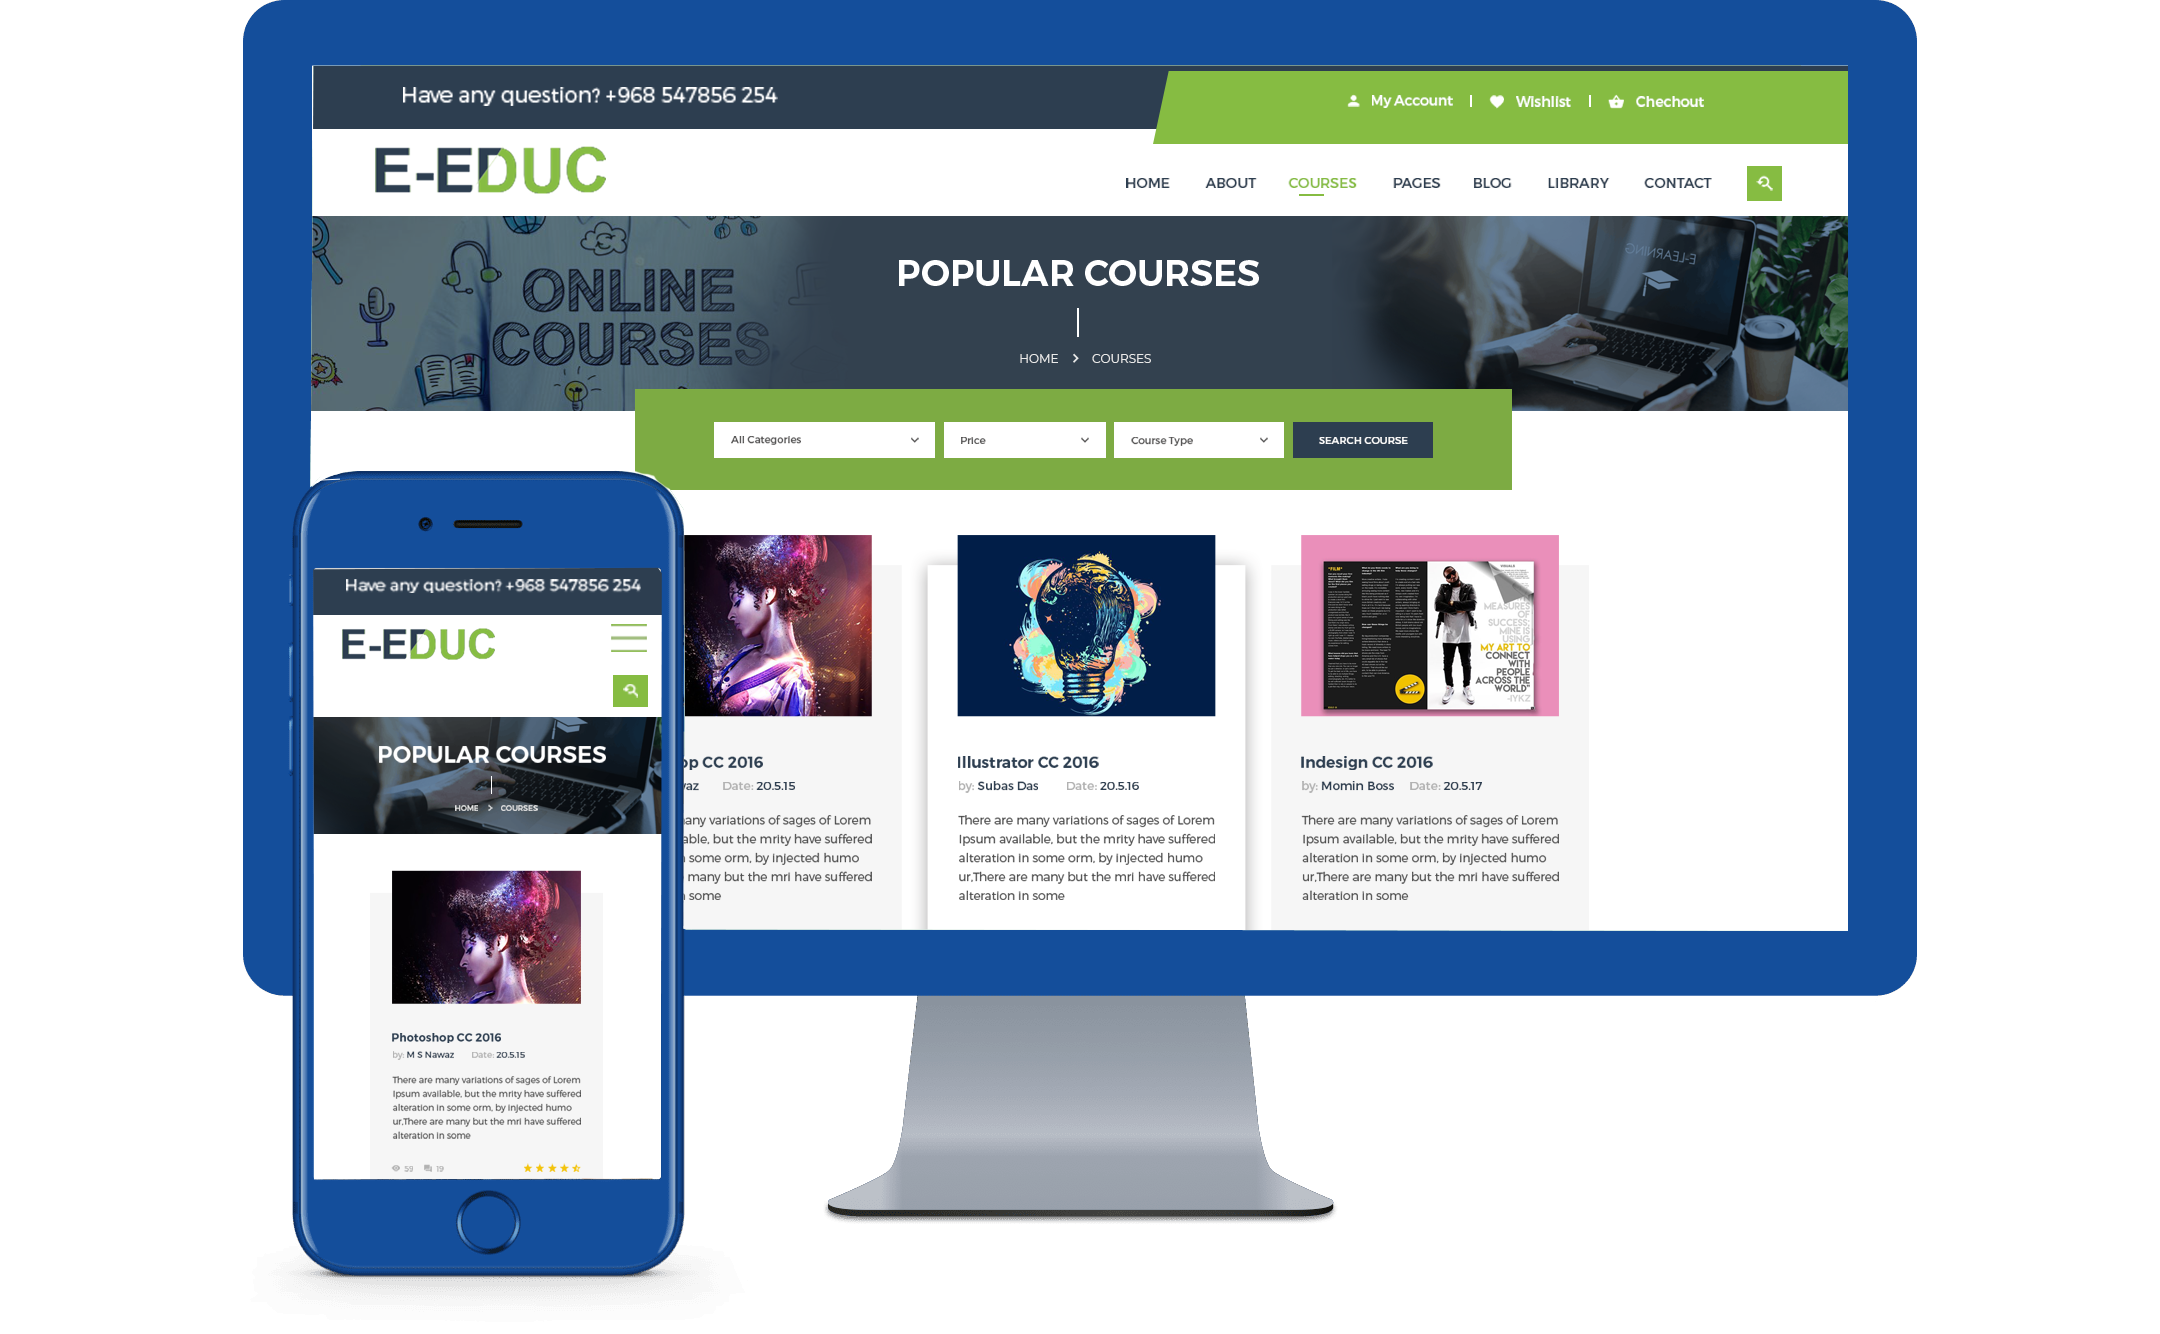 Have any question? +968 547856 254
My Account
Wishlist
Chechout
E-EDUC
HOME ABOUT COURSES PAGES BLOG LIBRARY CONTACT
ONLINE
COURSES
E-LEARNING
POPULAR COURSES
HOME > COURSES
All Categories
Price
Course Type
SEARCH COURSE
op CC 2016
waz Date: 20.5.15
any variations of sages of Lorem
able, but the mrity have suffered
some orm, by injected humo
many but the mri have suffered
some
Illustrator CC 2016
by: Subas Das Date: 20.5.16
There are many variations of sages of Lorem
Ipsum available, but the mrity have suffered
alteration in some orm, by injected humo
ur,There are many but the mri have suffered
alteration in some
"FILM"
MEASURES
OF
SUCCESS;
MINE IS
USING
MY ART TO
CONNECT
WITH
PEOPLE
ACROSS THE
WORLD"
-IYKZ
Indesign CC 2016
by: Momin Boss Date: 20.5.17
There are many variations of sages of Lorem
Ipsum available, but the mrity have suffered
alteration in some orm, by injected humo
ur,There are many but the mri have suffered
alteration in some
Have any question? +968 547856 254
E-EDUC
POPULAR COURSES
HOME > COURSES
Photoshop CC 2016
by: M S Nawaz Date: 20.5.15
There are many variations of sages of Lorem
Ipsum available, but the mrity have suffered
alteration in some orm, by injected humo
ur,There are many but the mri have suffered
alteration in some
59 19